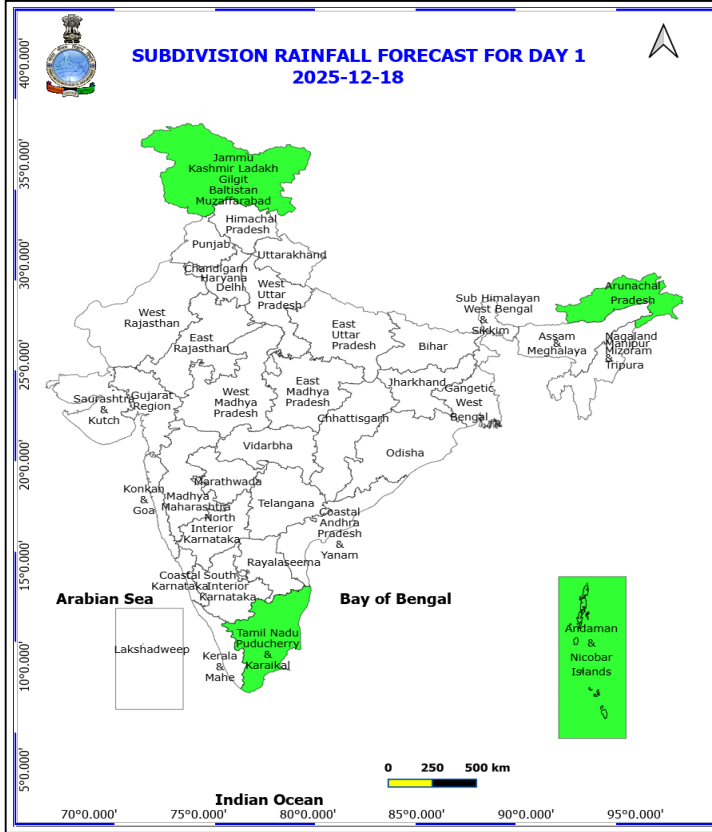 SUBDIVISION RAINFALL FORECAST FOR DAY 1
2025-12-18
40°0.000'
35°0.000'
30°0.000'
25°0.000'
20°0.000'
15°0.000'
10°0.000'
5°0.000'
Jammu
Kashmir Ladakh
Gilgit
Baltistan
Muzaffarabad
Himachal
Pradesh
Punjab
Uttarakhand
Chandigarh
Haryana
Delhi
West
Uttar
Pradesh
Arunachal
Pradesh
West
Rajasthan
East
Rajasthan
East
Uttar
Pradesh
Bihar
Sub Himalayan
West Bengal
&
Sikkim
Assam
&
Meghalaya
Nagaland
Manipur
Mizoram
&
Tripura
Saurashtra
&
Kutch
Gujarat
Region
West
Madhya
Pradesh
East
Madhya
Pradesh
Jharkhand
Gangetic
West
Bengal
Chhattisgarh
Odisha
Vidarbha
Konkan
&
Goa
Madhya
Maharashtra
Marathwada
Telangana
North
Interior
Karnataka
Coastal
Andhra
Pradesh
&
Yanam
Rayalaseema
Coastal
Karnataka
South
Interior
Karnataka
Arabian Sea
Bay of Bengal
Lakshadweep
Kerala
&
Mahe
Tamil Nadu
Puducherry
&
Karaikal
Andaman
&
Nicobar
Islands
0 250 500 km
Indian Ocean
70°0.000' 75°0.000' 80°0.000' 85°0.000' 90°0.000' 95°0.000'